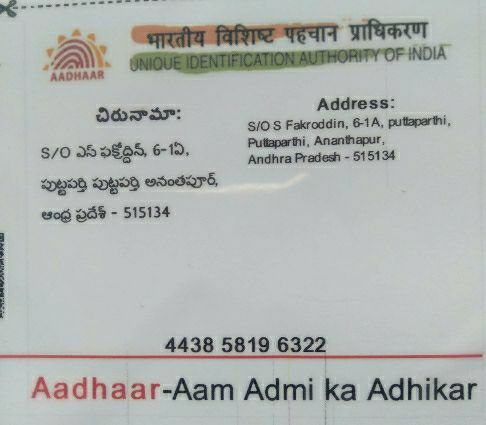 भारतीय विशिष्ट पहचान प्राधिकरण
AADHAAR
UNIQUE IDENTIFICATION AUTHORITY OF INDIA
చిరునామా:
S/O ఎస్ ఫక్రోద్దిన్, 6-1ఏ,
పుట్టపర్తి పుట్టపర్తి అనంతపూర్,
ఆంధ్ర ప్రదేశ్ - 515134
Address:
S/O S Fakroddin, 6-1A, puttaparthi,
Puttaparthi, Ananthapur,
Andhra Pradesh - 515134
4438 5819 6322
Aadhaar-Aam Admi ka Adhikar